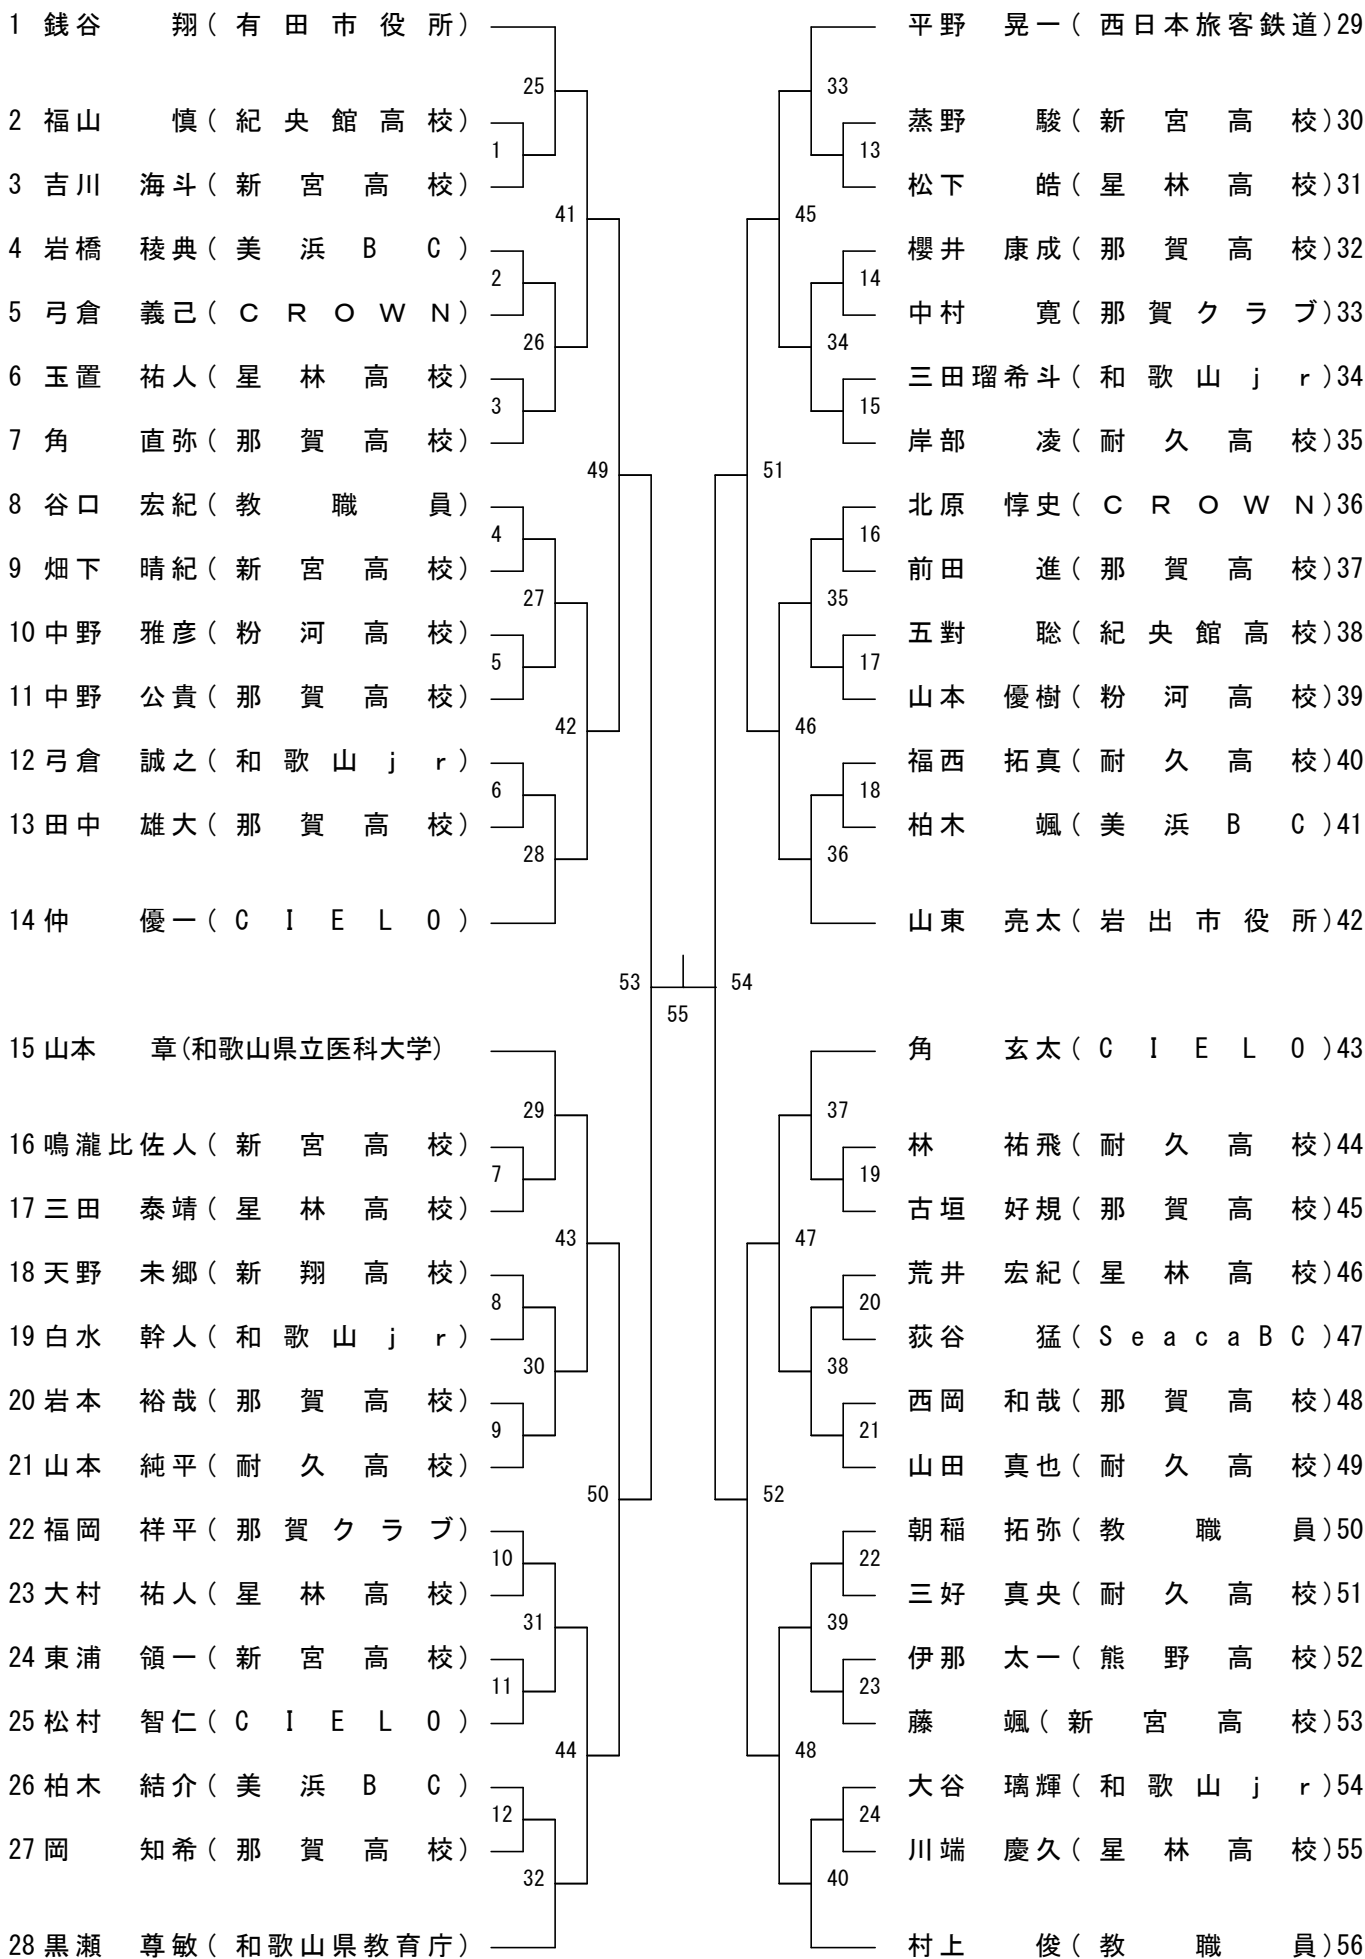 1 銭谷 翔(有田市役所)
25
2 福山 慎(紀央館高校)
1
3 吉川 海斗(新宮高校)
41
4 岩橋 稜典(美浜BC)
2
5 弓倉 義己(CROWN)
26
6 玉置 祐人(星林高校)
3
7 角 直弥(那賀高校)
49
8 谷口 宏紀(教職員)
4
9 畑下 晴紀(新宮高校)
27
10 中野 雅彦(粉河高校)
5
11 中野 公貴(那賀高校)
42
12 弓倉 誠之(和歌山jr)
6
13 田中 雄大(那賀高校)
28
14 仲 優一(CIELO)
53
55
15 山本 章(和歌山県立医科大学)
29
16 鳴瀧比佐人(新宮高校)
7
17 三田 泰靖(星林高校)
43
18 天野 未郷(新翔高校)
8
19 白水 幹人(和歌山jr)
30
20 岩本 裕哉(那賀高校)
9
21 山本 純平(耐久高校)
50
22 福岡 祥平(那賀クラブ)
10
23 大村 祐人(星林高校)
31
24 東浦 領一(新宮高校)
11
25 松村 智仁(CIELO)
44
26 柏木 結介(美浜BC)
12
27 岡 知希(那賀高校)
32
28 黒瀬 尊敏(和歌山県教育庁)
平野 晃一(西日本旅客鉄道)29
33
蒸野 駿(新宮高校)30
13
松下 皓(星林高校)31
45
櫻井 康成(那賀高校)32
14
中村 寛(那賀クラブ)33
34
三田瑠希斗(和歌山jr)34
15
岸部 凌(耐久高校)35
51
北原 惇史(CROWN)36
16
前田 進(那賀高校)37
35
五對 聡(紀央館高校)38
17
山本 優樹(粉河高校)39
46
福西 拓真(耐久高校)40
18
柏木 颯(美浜BC)41
36
山東 亮太(岩出市役所)42
54
角 玄太(CIELO)43
37
林 祐飛(耐久高校)44
19
古垣 好規(那賀高校)45
47
荒井 宏紀(星林高校)46
20
荻谷 猛(SeacaBC)47
38
西岡 和哉(那賀高校)48
21
山田 真也(耐久高校)49
52
朝稲 拓弥(教職員)50
22
三好 真央(耐久高校)51
39
伊那 太一(熊野高校)52
23
藤 颯(新宮高校)53
48
大谷 璃輝(和歌山jr)54
24
川端 慶久(星林高校)55
40
村上 俊(教職員)56